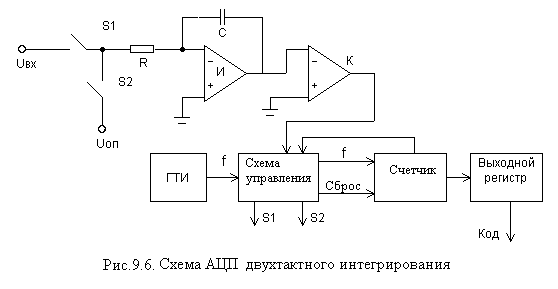 S1
C
Uвх
R
И
К
S2
Uоп
ГТИ
f
Схема
управления
f
Сброс
Счетчик
Выходной
регистр
S1
S2
Код
Рис.9.6. Схема АЦП двухтактного интегрирования